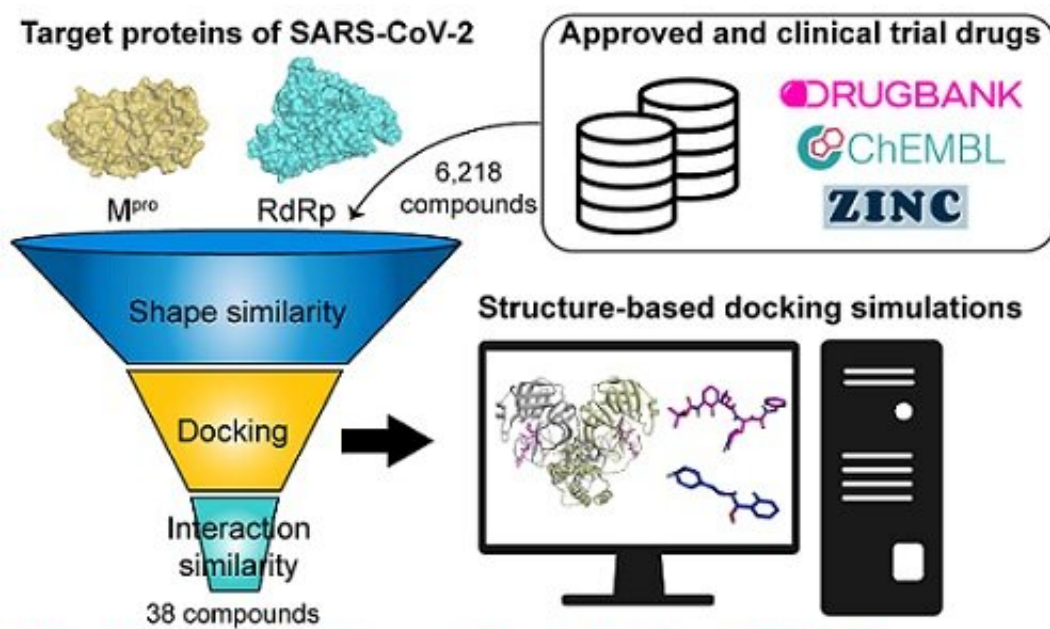 Target proteins of SARS-CoV-2
Mpro
RdRp
6,218
compounds
Approved and clinical trial drugs
DRUGBANK
ChEMBL
ZINC
Shape similarity
Docking
Interaction
similarity
38 compounds
Structure-based docking simulations